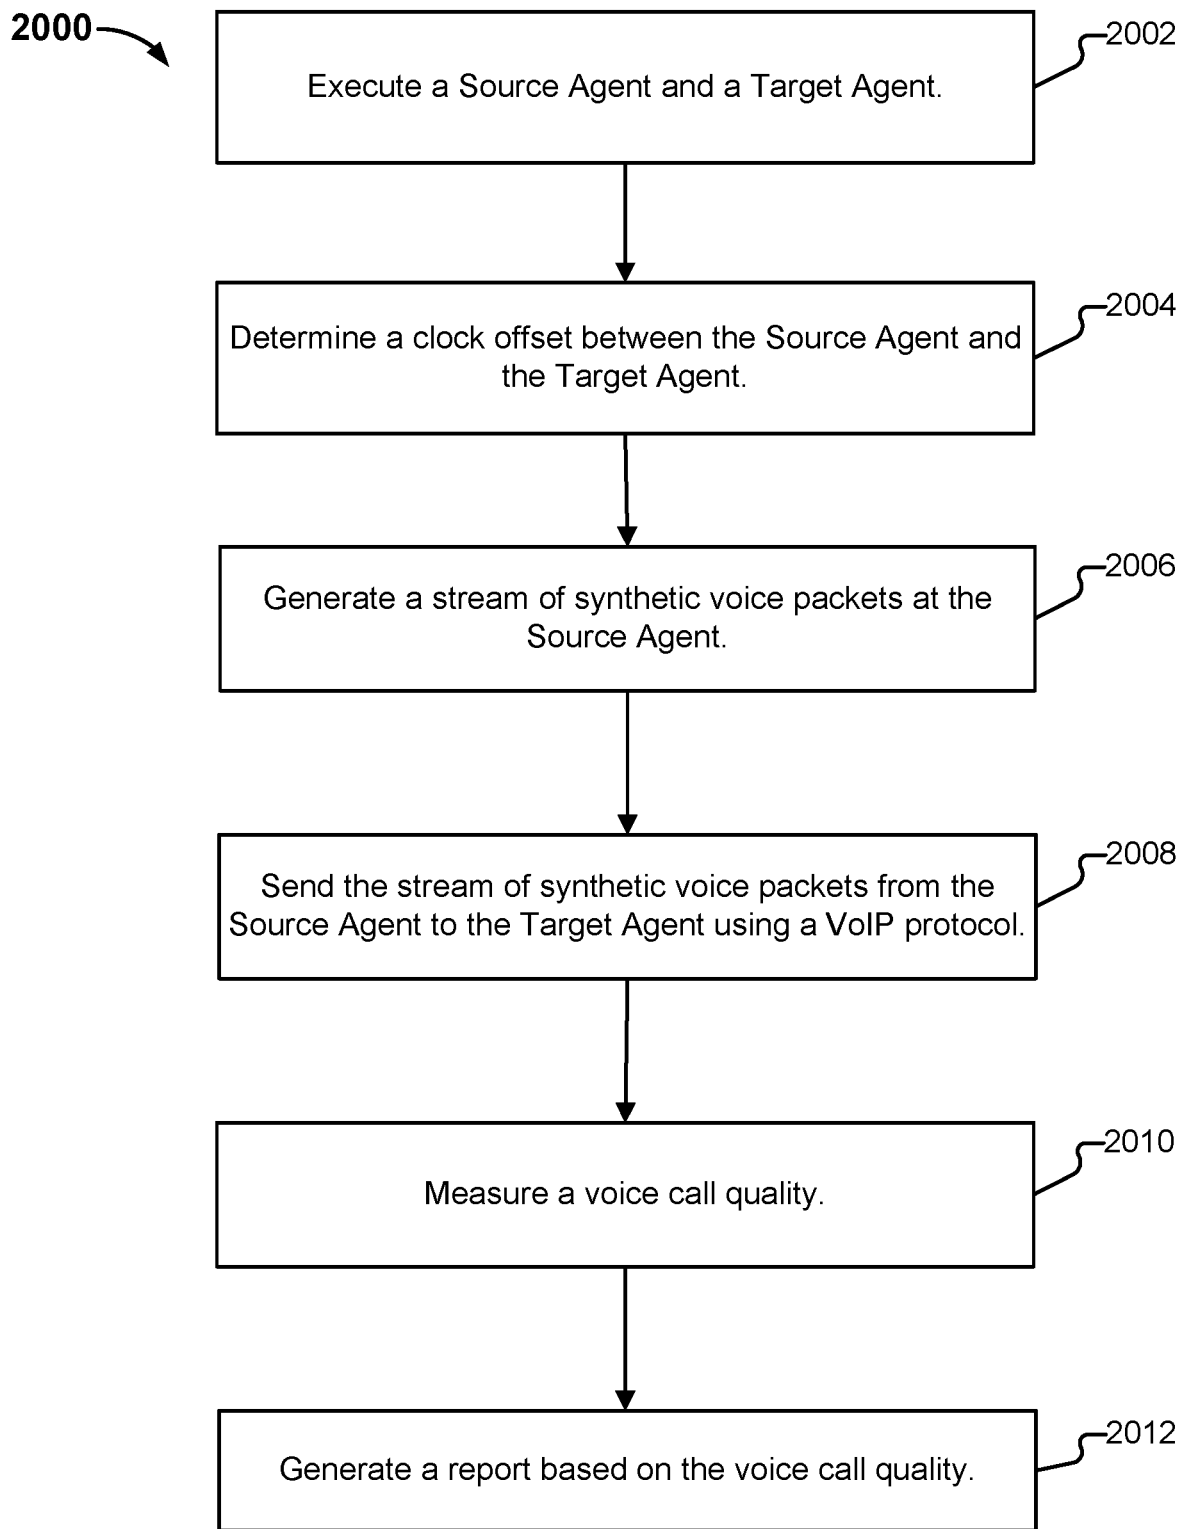 2000
2002
Execute a Source Agent and a Target Agent.
2004
Determine a clock offset between the Source Agent and
the Target Agent.
2006
Generate a stream of synthetic voice packets at the
Source Agent.
2008
Send the stream of synthetic voice packets from the
Source Agent to the Target Agent using a VoIP protocol.
2010
Measure a voice call quality.
2012
Generate a report based on the voice call quality.